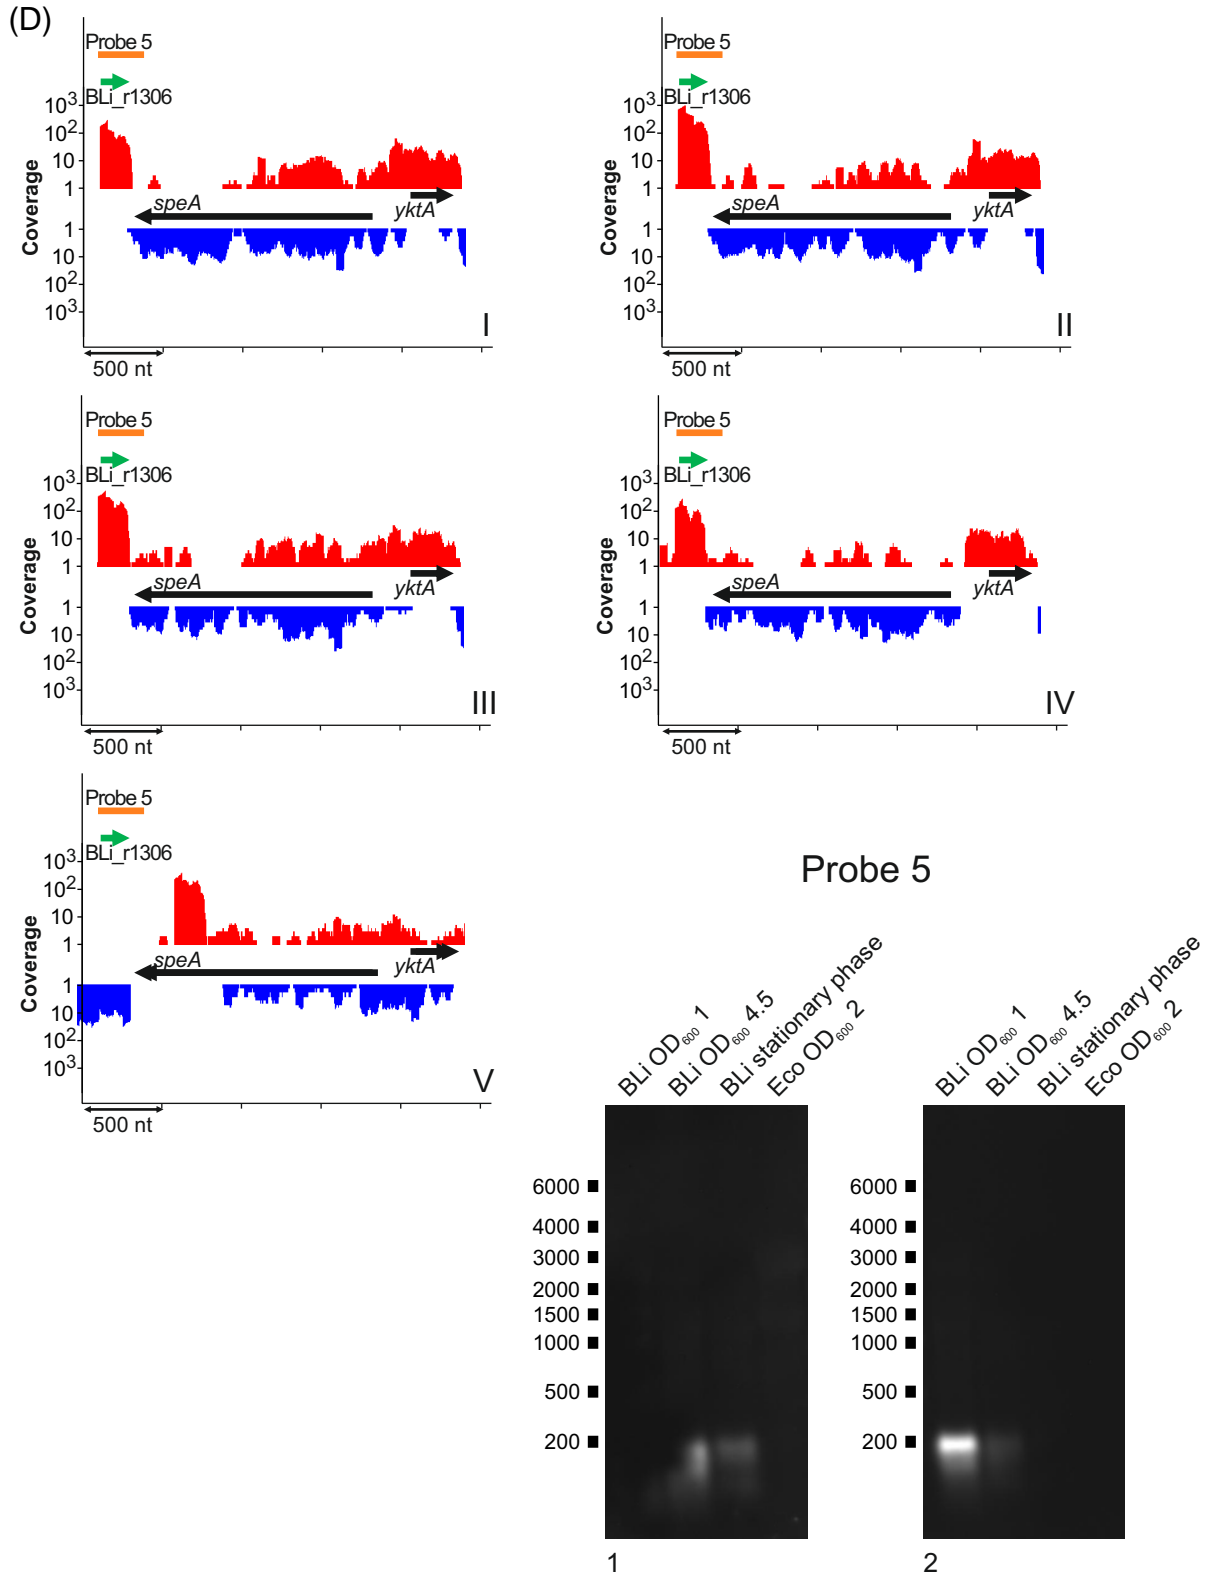 (D)
Probe 5
BLi_r1306
10³
10²
10
1
Coverage
speA
yktA
1
10
10²
10³
I
500 nt
Probe 5
BLi_r1306
10³
10²
10
1
Coverage
speA
yktA
1
10
10²
10³
II
500 nt
Probe 5
BLi_r1306
10³
10²
10
1
Coverage
speA
yktA
1
10
10²
10³
III
500 nt
Probe 5
BLi_r1306
10³
10²
10
1
Coverage
speA
yktA
1
10
10²
10³
IV
500 nt
Probe 5
BLi_r1306
10³
10²
10
1
Coverage
speA
yktA
1
10
10²
10³
V
500 nt
Probe 5
BLi OD₆₀₀ 1
BLi OD₆₀₀ 4.5
BLi stationary phase
Eco OD₆₀₀ 2
6000
4000
3000
2000
1500
1000
500
200
1
BLi OD₆₀₀ 1
BLi OD₆₀₀ 4.5
BLi stationary phase
Eco OD₆₀₀ 2
6000
4000
3000
2000
1500
1000
500
200
2